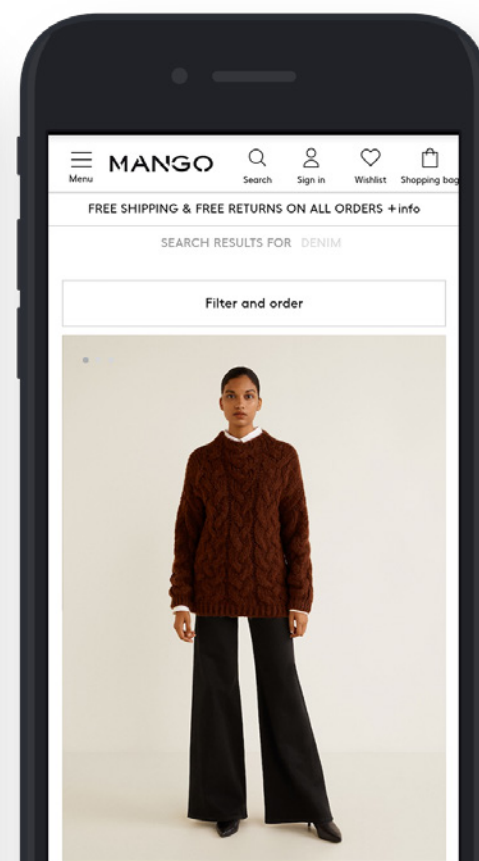 MANGO
Menu Search Sign in Wishlist Shopping bag
FREE SHIPPING & FREE RETURNS ON ALL ORDERS +info
SEARCH RESULTS FOR DENIM
Filter and order